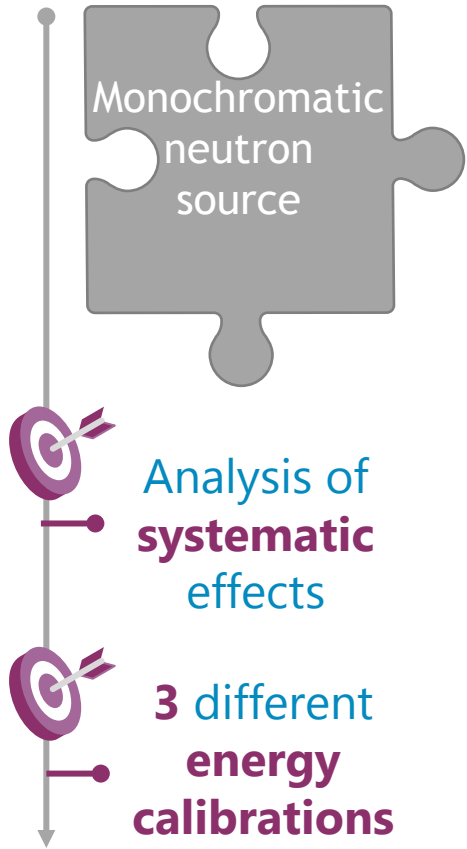 Monochromatic
neutron
source
Analysis of
systematic
effects
3 different
energy
calibrations